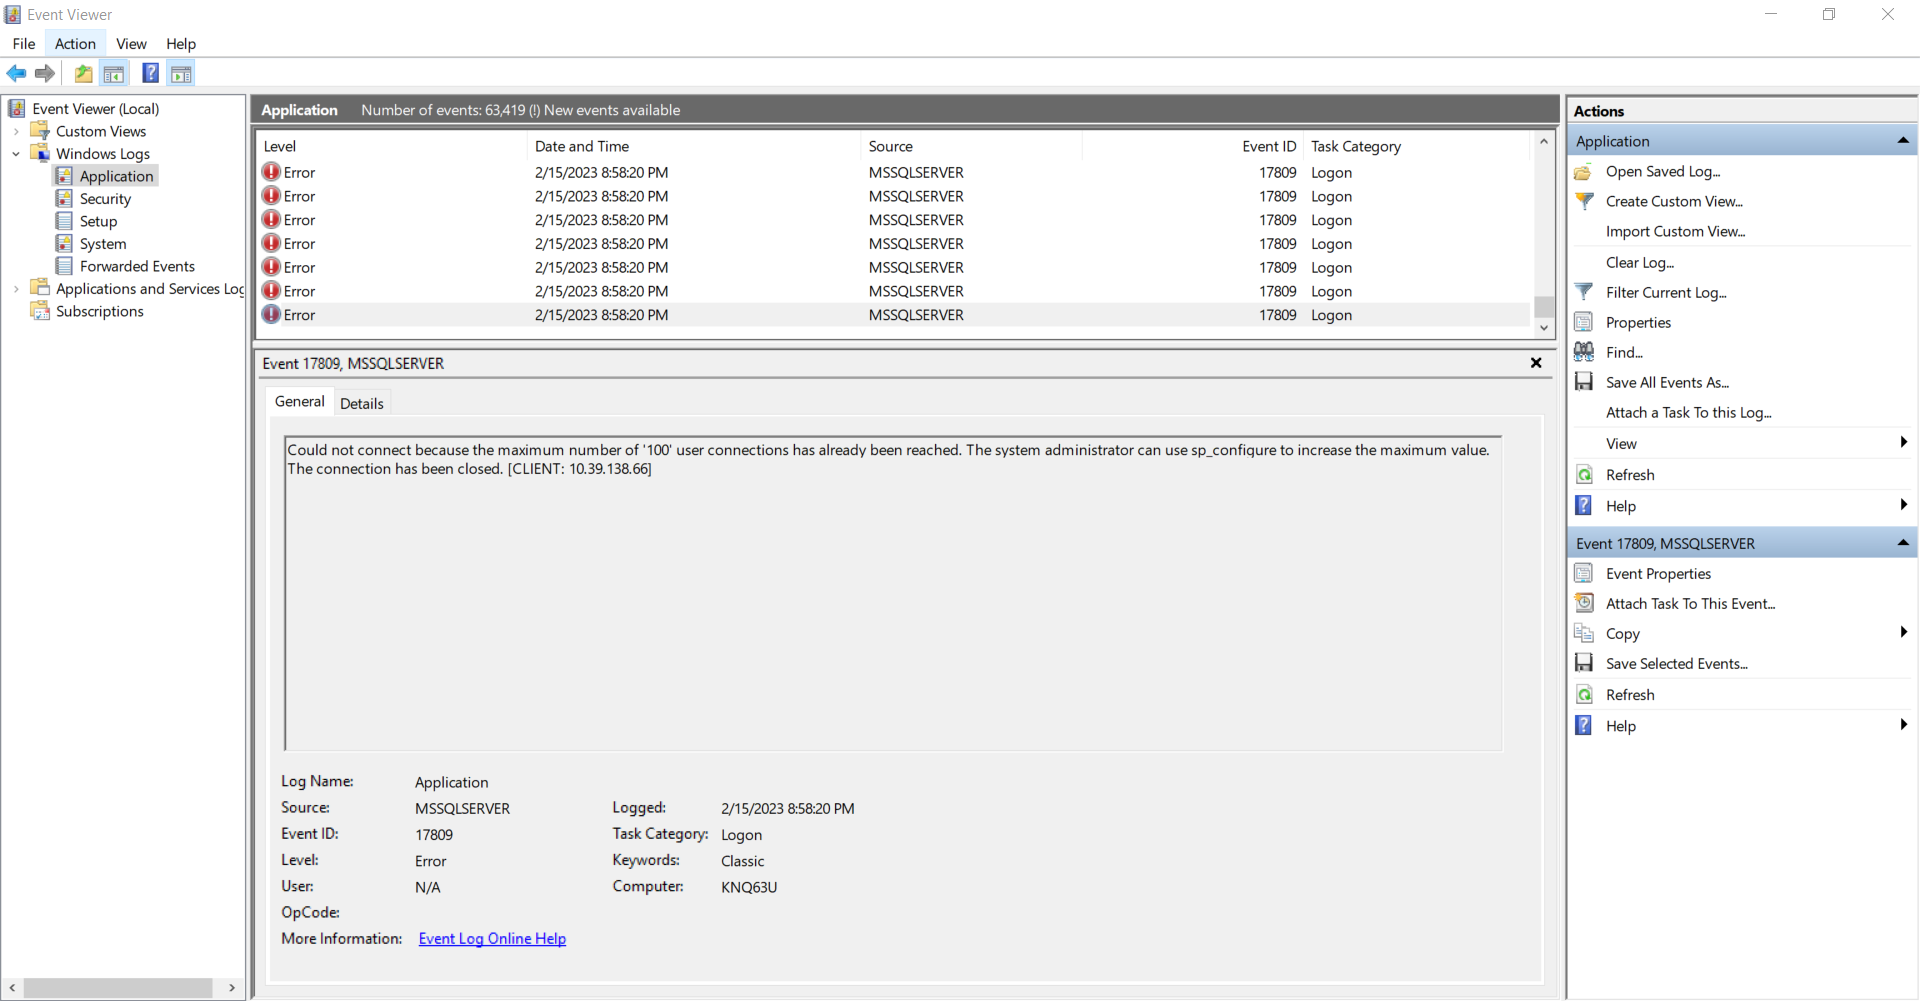 Event Viewer
File Action View Help
Event Viewer (Local)
Custom Views
Windows Logs
Application
Security
Setup
System
Forwarded Events
Applications and Services Log
Subscriptions
Application Number of events: 63,419 (!) New events available
Level Date and Time Source Event ID Task Category
Error 2/15/2023 8:58:20 PM MSSQLSERVER 17809 Logon
Error 2/15/2023 8:58:20 PM MSSQLSERVER 17809 Logon
Error 2/15/2023 8:58:20 PM MSSQLSERVER 17809 Logon
Error 2/15/2023 8:58:20 PM MSSQLSERVER 17809 Logon
Error 2/15/2023 8:58:20 PM MSSQLSERVER 17809 Logon
Error 2/15/2023 8:58:20 PM MSSQLSERVER 17809 Logon
Error 2/15/2023 8:58:20 PM MSSQLSERVER 17809 Logon
Event 17809, MSSQLSERVER
General Details
Could not connect because the maximum number of '100' user connections has already been reached. The system administrator can use sp_configure to increase the maximum value.
The connection has been closed. [CLIENT: 10.39.138.66]
Log Name: Application
Source: MSSQLSERVER Logged: 2/15/2023 8:58:20 PM
Event ID: 17809 Task Category: Logon
Level: Error Keywords: Classic
User: N/A Computer: KNQ63U
OpCode:
More Information: Event Log Online Help
Actions
Application
Open Saved Log...
Create Custom View...
Import Custom View...
Clear Log...
Filter Current Log...
Properties
Find...
Save All Events As...
Attach a Task To this Log...
View
Refresh
Help
Event 17809, MSSQLSERVER
Event Properties
Attach Task To This Event...
Copy
Save Selected Events...
Refresh
Help